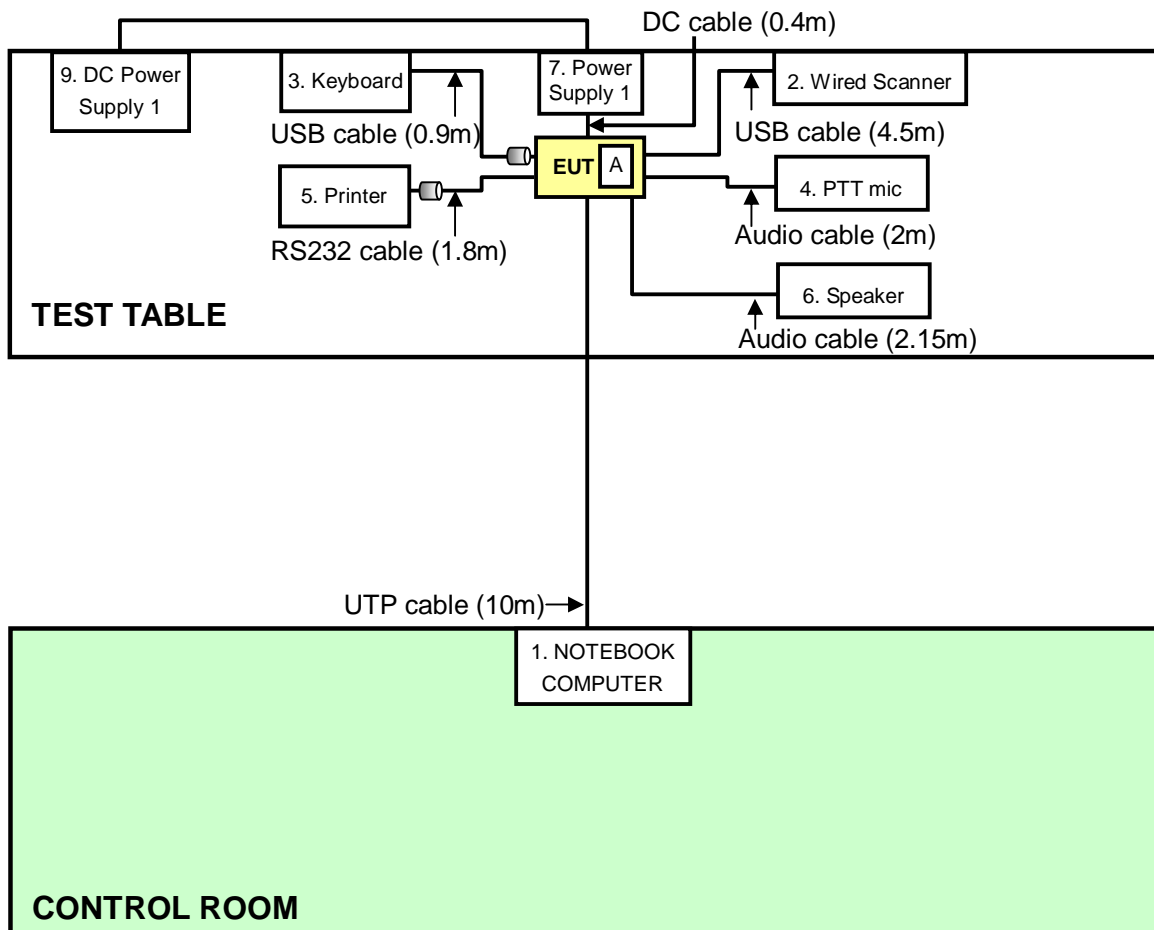 DC cable (0.4m)
9. DC Power
Supply 1
3. Keyboard
7. Power
Supply 1
2. Wired Scanner
USB cable (0.9m)
USB cable (4.5m)
EUT
A
5. Printer
4. PTT mic
RS232 cable (1.8m)
Audio cable (2m)
6. Speaker
TEST TABLE
Audio cable (2.15m)
UTP cable (10m)
1. NOTEBOOK
COMPUTER
CONTROL ROOM